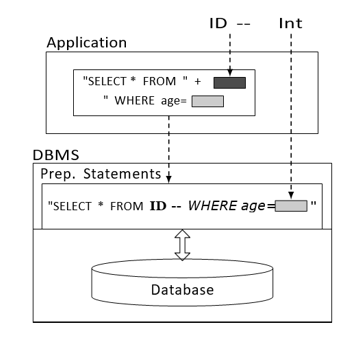 ID -- Int
Application
"SELECT * FROM " +
" WHERE age=
DBMS
Prep. Statements
"SELECT * FROM ID -- WHERE age= "
Database